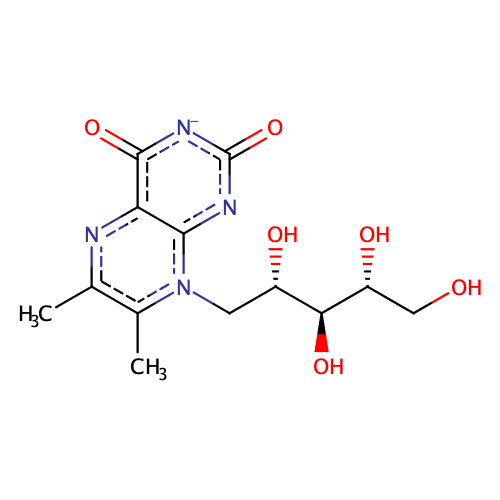 O N⁻ O
N N
OH OH
N OH
H₃C
CH₃ OH